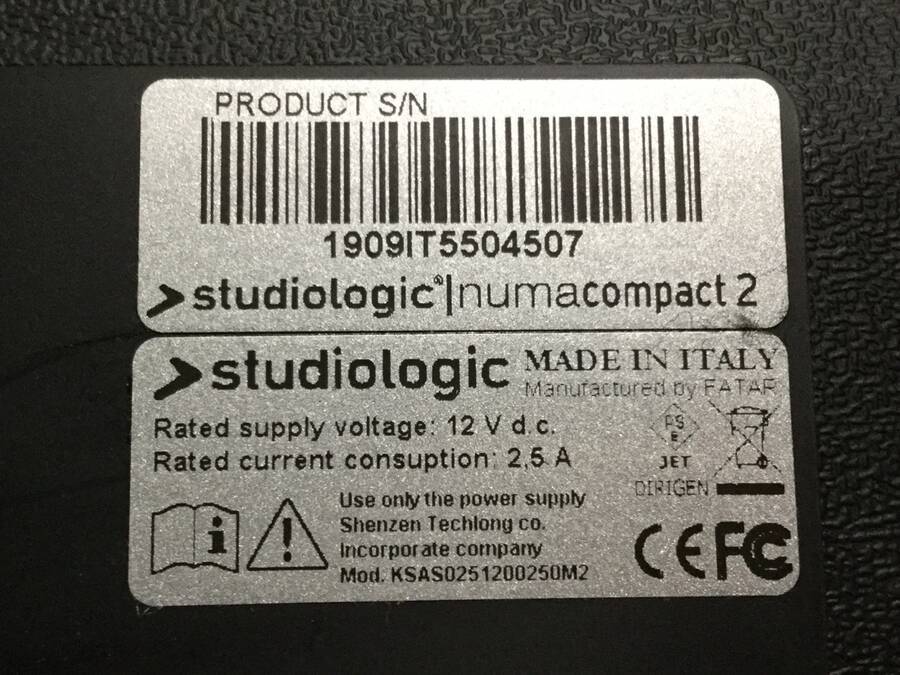 PRODUCT S/N
1909IT5504507
studiologic®|numacompact 2
studiologic
MADE IN ITALY
Manufactured by FATAR
Rated supply voltage: 12 V d.c.
Rated current consuption: 2,5 A
PS
E
JET
DIRIGEN
Use only the power supply
Shenzen Techlong co.
Incorporate company
Mod. KSAS0251200250M2
CE FC